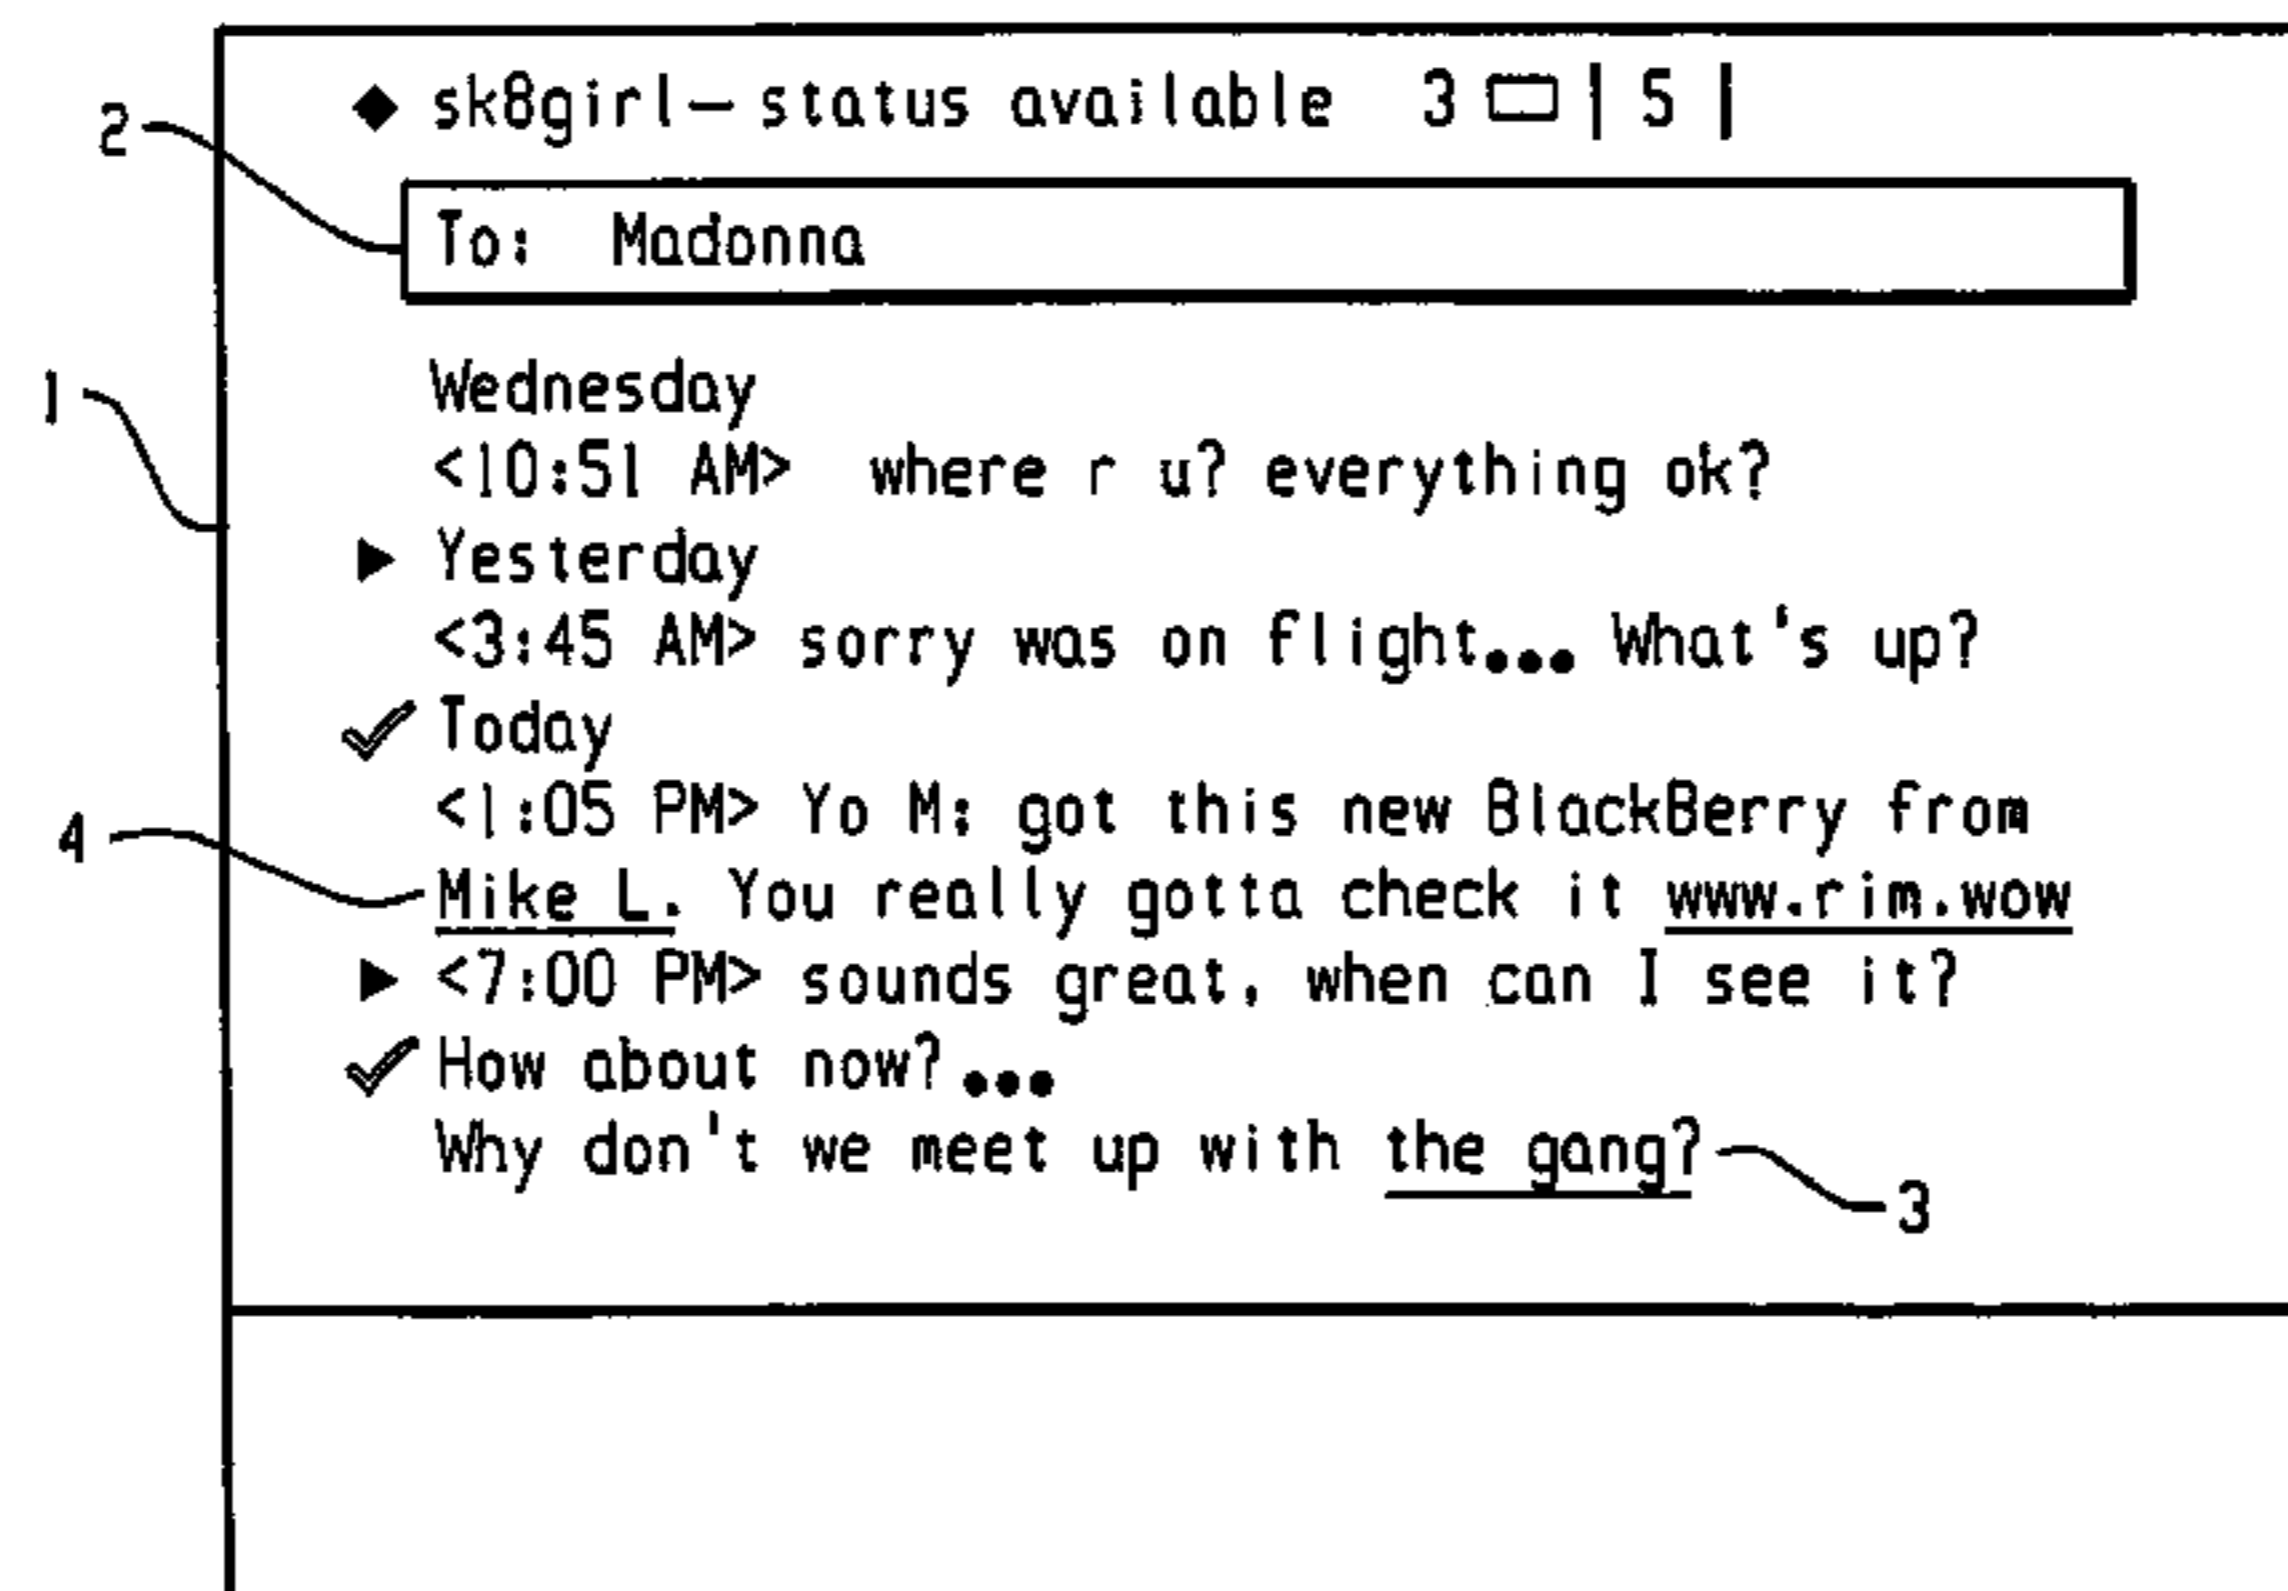 ◆ sk8girl– status available 3 ▭ | 5 |
2
To: Madonna
Wednesday
1
<10:51 AM> where r u? everything ok?
▶ Yesterday
<3:45 AM> sorry was on flight... What's up?
✓ Today
<1:05 PM> Yo M: got this new BlackBerry from
4
Mike L. You really gotta check it www.rim.wow
▶ <7:00 PM> sounds great, when can I see it?
✓ How about now?...
Why don't we meet up with the gang?
3